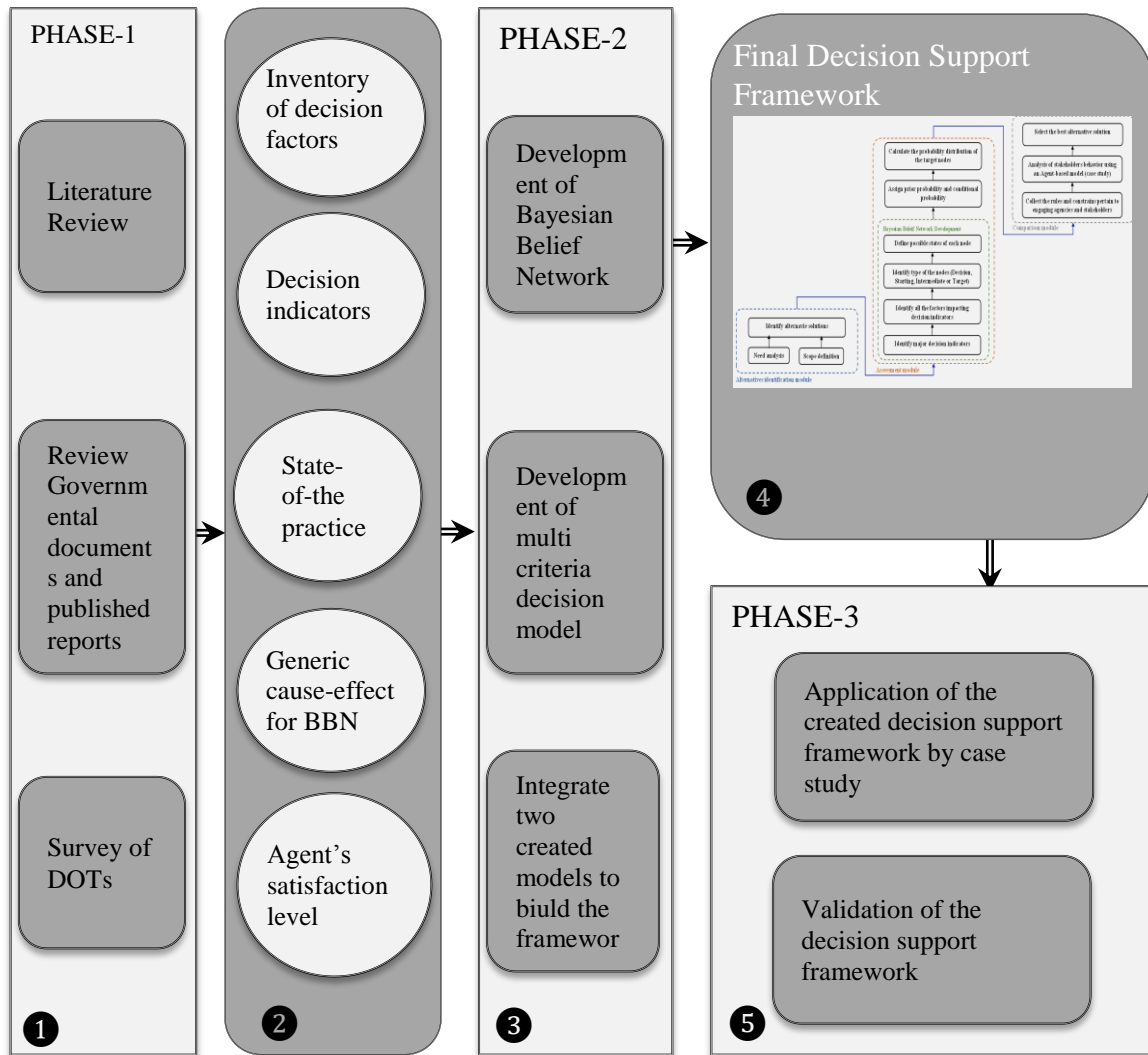 PHASE-1
Literature
Review
Review
Governm
ental
document
s and
published
reports
Survey of
DOTs
❶
Inventory
of decision
factors
Decision
indicators
State-
of-the
practice
Generic
cause-effect
for BBN
Agent’s
satisfaction
level
❷
PHASE-2
Developm
ent of
Bayesian
Belief
Network
Developm
ent of
multi
criteria
decision
model
Integrate
two
created
models to
biuld the
framewor
❸
Final Decision Support
Framework
Select the best alternative solution
Analysis of stakeholders behavior using
an Agent-based model (case study)
Collect the rules and constrains pertain to
engaging agencies and stakeholders
Comparison module
Calculate the probability distribution of
the target nodes
Assign prior probability and conditional
probability
Bayesian Belief Network Development
Define possible states of each node
Identify type of the nodes (Decision,
Starting, Intermediate or Target)
Identify all the factors impacting
decision indicators
Identify major decision indicators
Assessment module
Identify alternate solutions
Need analysis
Scope definition
Alternatives identification module
❹
PHASE-3
Application of the
created decision support
framework by case
study
Validation of the
decision support
framework
❺